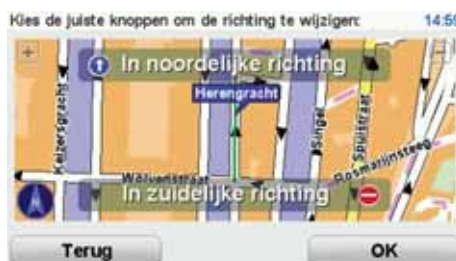 Kies de juiste knoppen om de richting te wijzigen:
14:59
In noordelijke richting
Herengracht
Keizersgracht
Singel
Spuistraat
Wolvenstraat
Rosmarijnsteeg
In zuidelijke richting
Terug
OK